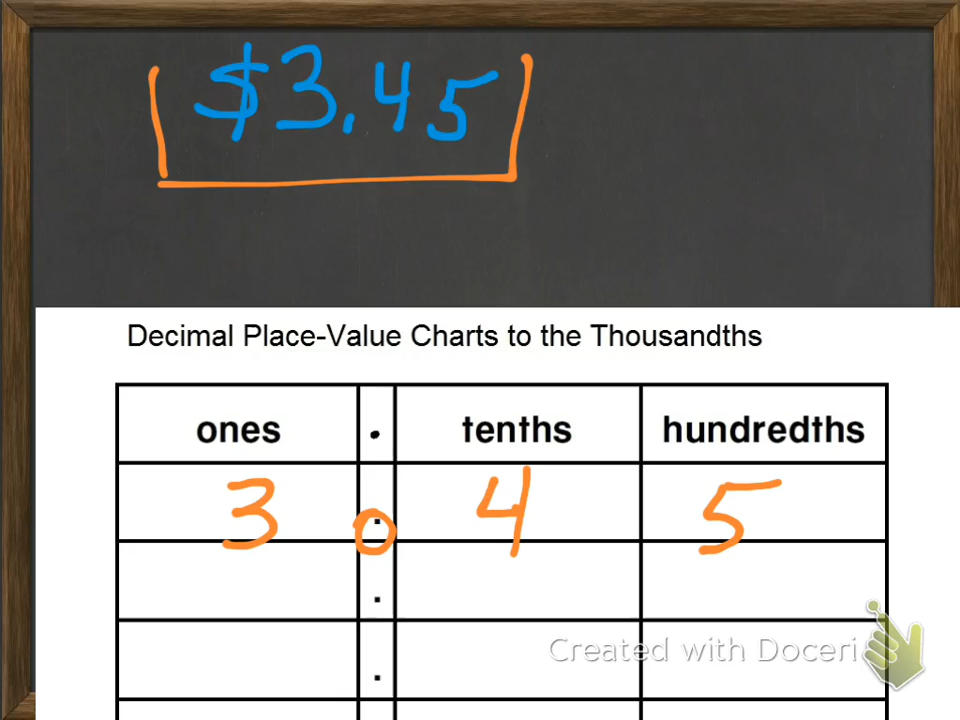 $3.45
Decimal Place-Value Charts to the Thousandths
ones . tenths hundredths
3 . 4 5
.
Created with Doceri
.